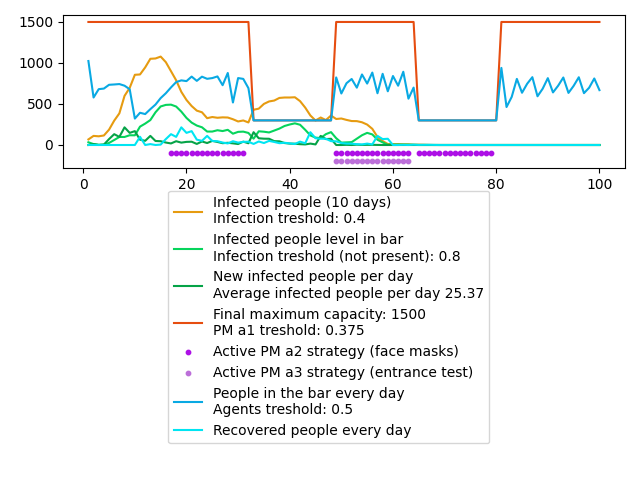 1500
1000
500
0
0 20 40 60 80 100
Infected people (10 days)
Infection treshold: 0.4
Infected people level in bar
Infection treshold (not present): 0.8
New infected people per day
Average infected people per day 25.37
Final maximum capacity: 1500
PM a1 treshold: 0.375
Active PM a2 strategy (face masks)
Active PM a3 strategy (entrance test)
People in the bar every day
Agents treshold: 0.5
Recovered people every day